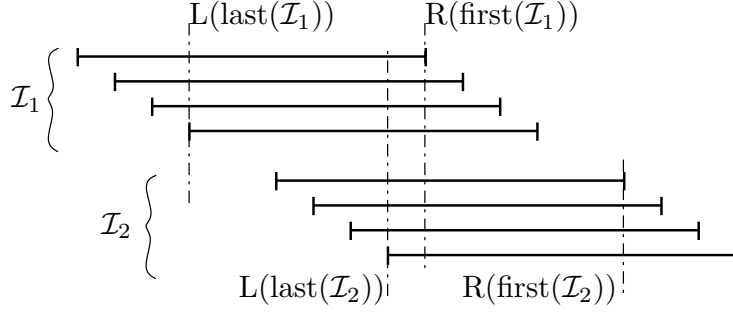 L(last(ℐ₁)) R(first(ℐ₁))
ℐ₁
ℐ₂
L(last(ℐ₂)) R(first(ℐ₂))